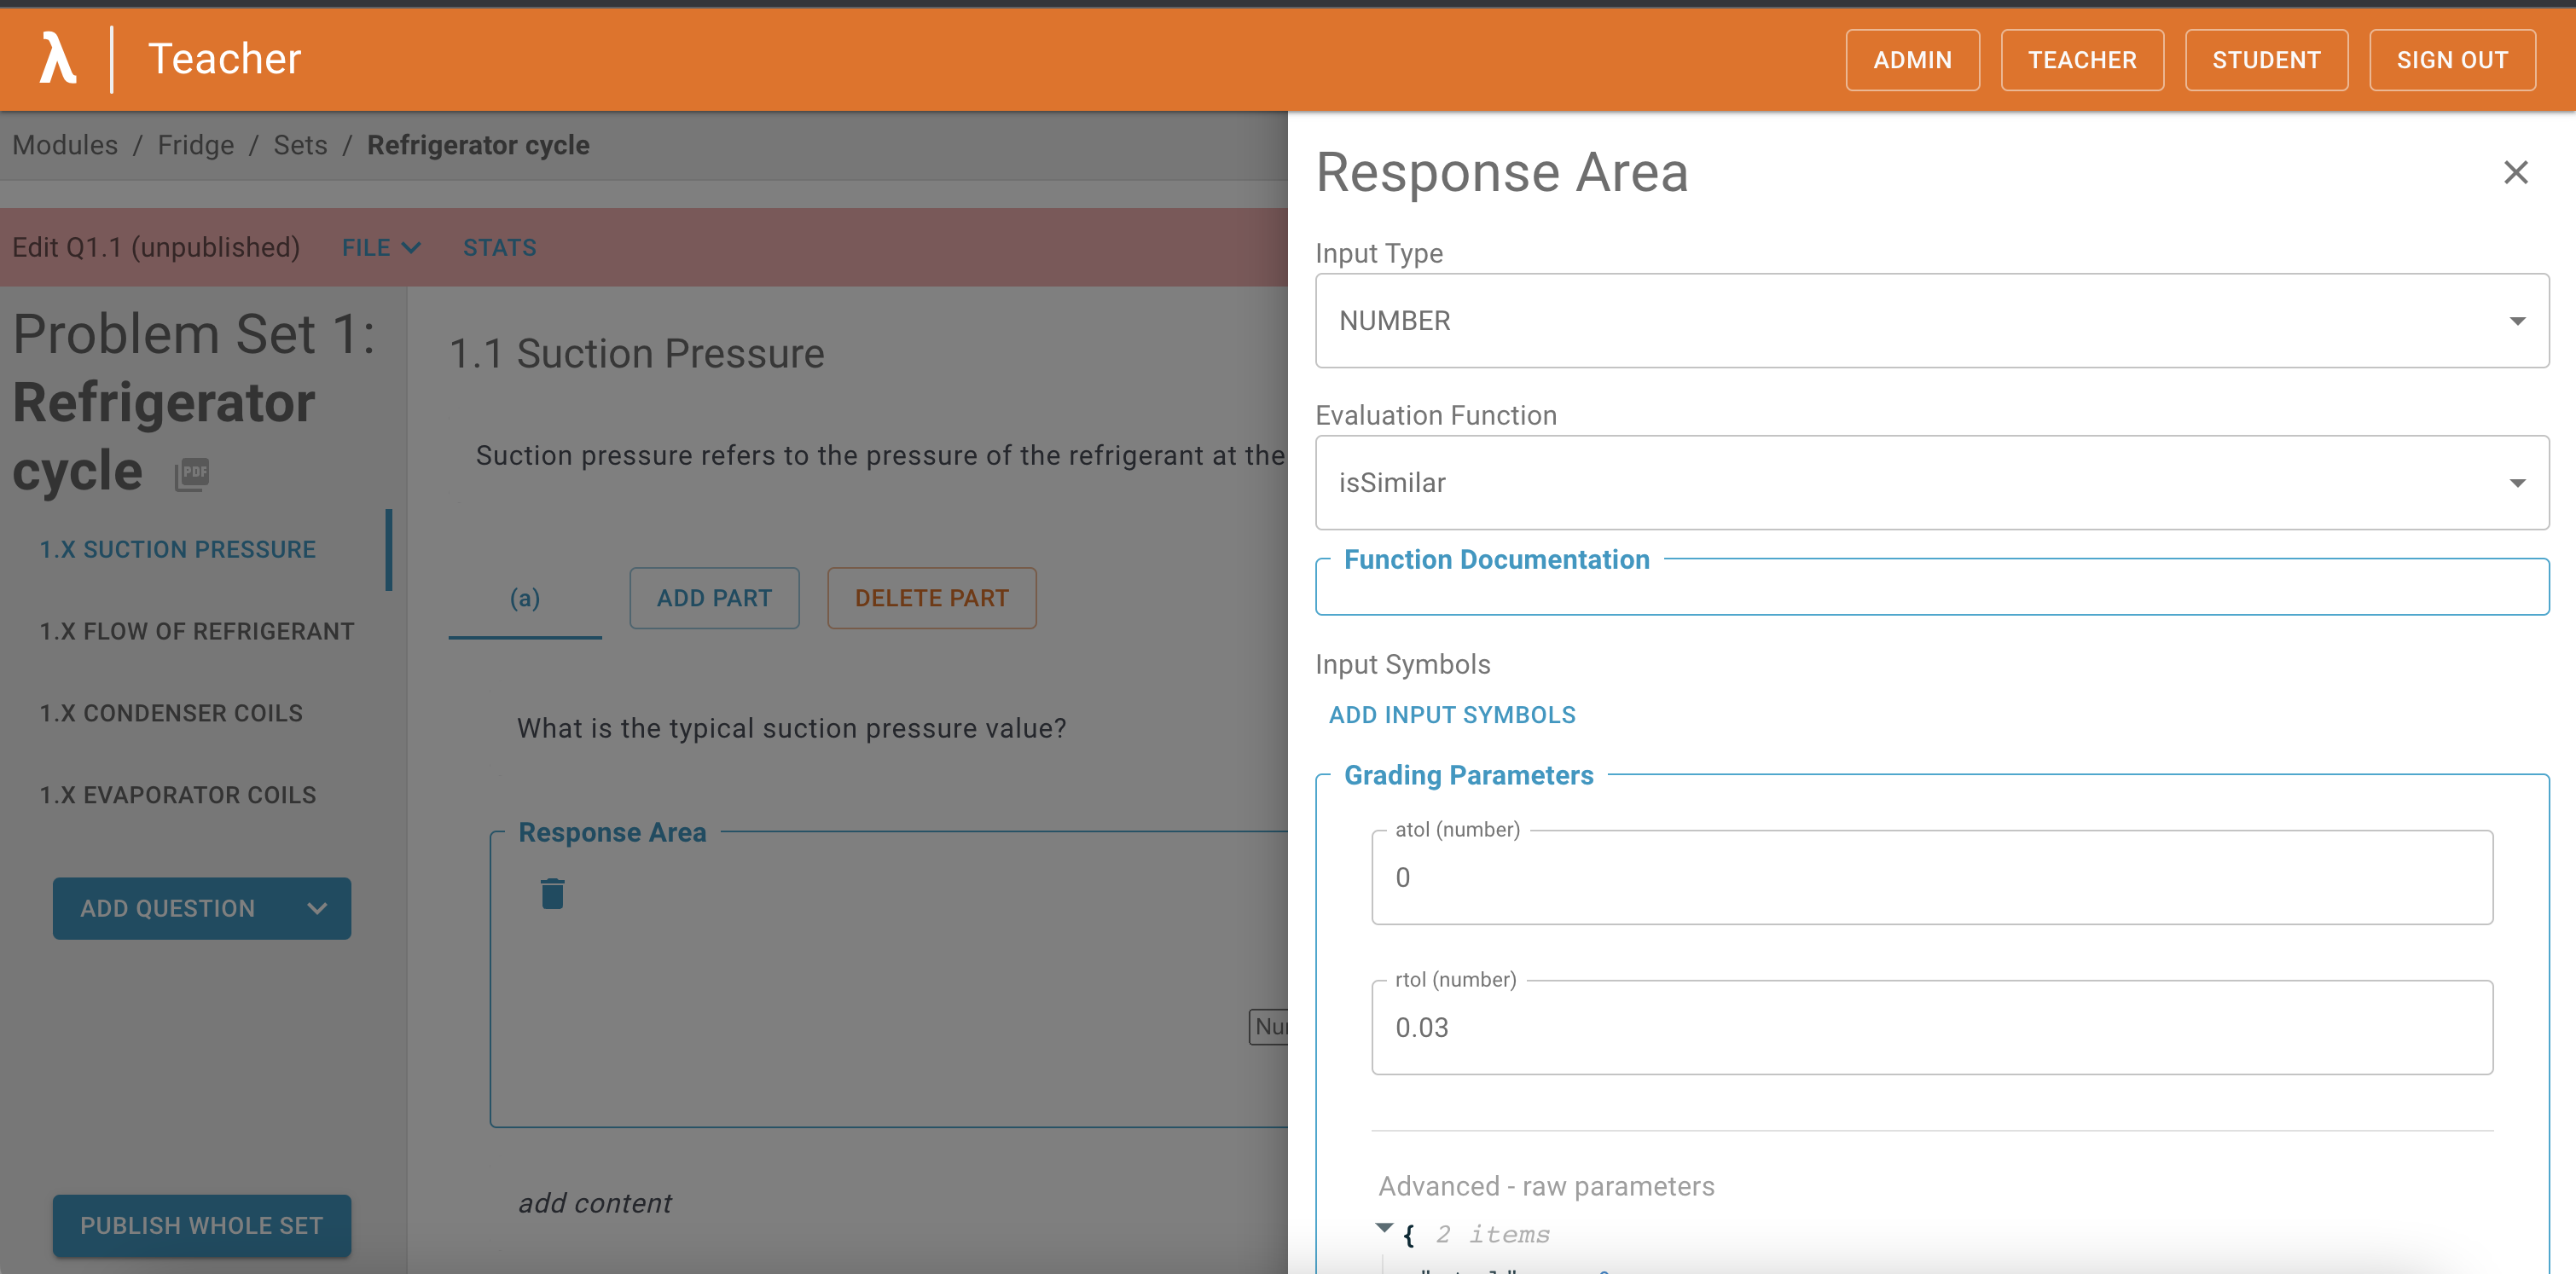 λ | Teacher
ADMIN
TEACHER
STUDENT
SIGN OUT
Modules / Fridge / Sets / Refrigerator cycle
Edit Q1.1 (unpublished)
FILE
STATS
Problem Set 1:
Refrigerator
cycle
PDF
1.X SUCTION PRESSURE
1.X FLOW OF REFRIGERANT
1.X CONDENSER COILS
1.X EVAPORATOR COILS
ADD QUESTION
PUBLISH WHOLE SET
1.1 Suction Pressure
Suction pressure refers to the pressure of the refrigerant at the
(a)
ADD PART
DELETE PART
What is the typical suction pressure value?
Response Area
add content
Response Area
Input Type
NUMBER
Evaluation Function
isSimilar
Function Documentation
Input Symbols
ADD INPUT SYMBOLS
Grading Parameters
atol (number)
0
rtol (number)
0.03
Advanced - raw parameters
{ 2 items